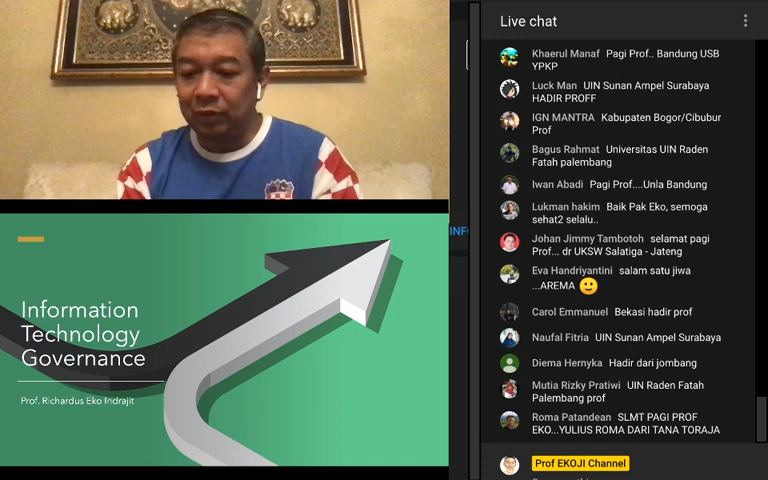 Information
Technology
Governance
Prof. Richardus Eko Indrajit
INFO
Live chat
Khaerul Manaf Pagi Prof.. Bandung USB
YPKP
Luck Man UIN Sunan Ampel Surabaya
HADIR PROFF
IGN MANTRA Kabupaten Bogor/Cibubur
Prof
Bagus Rahmat Universitas UIN Raden
Fatah palembang
Iwan Abadi Pagi Prof....Unla Bandung
Lukman hakim Baik Pak Eko, semoga
sehat2 selalu..
Johan Jimmy Tambotoh selamat pagi
Prof... dr UKSW Salatiga - Jateng
Eva Handriyantini salam satu jiwa
...AREMA 🙂
Carol Emmanuel Bekasi hadir prof
Naufal Fitria UIN Sunan Ampel Surabaya
Diema Hernyka Hadir dari jombang
Mutia Rizky Pratiwi UIN Raden Fatah
Palembang prof
Roma Patandean SLMT PAGI PROF
EKO...YULIUS ROMA DARI TANA TORAJA
Prof EKOJI Channel